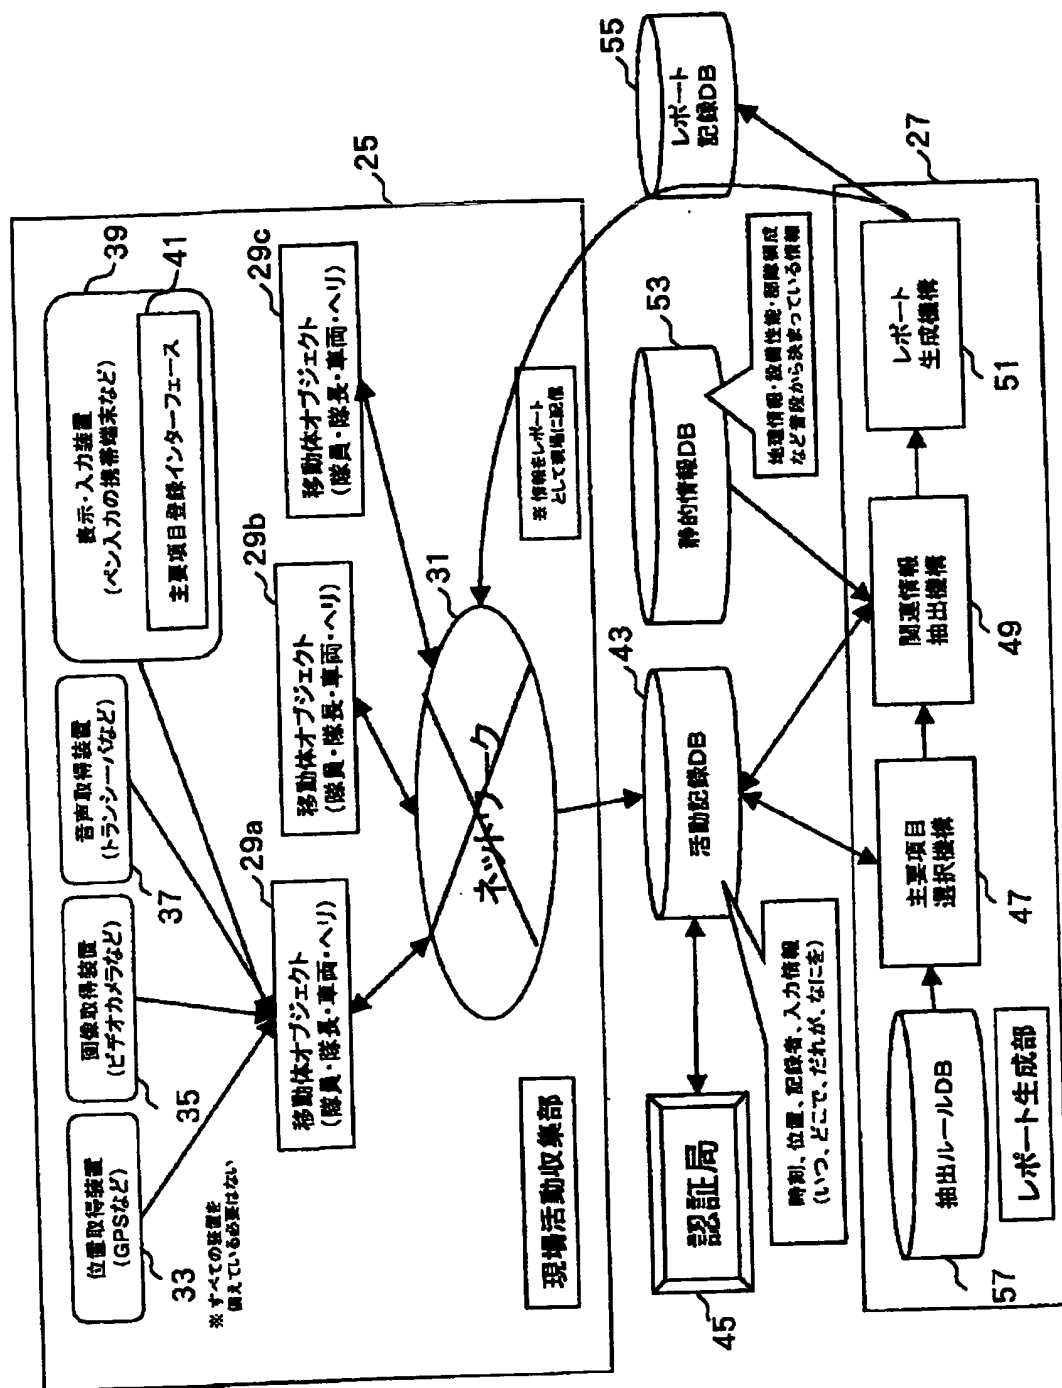 25
位置取得装置
(GPSなど)
33
※すべての装置を
備えている必要はない
画像取得装置
(ビデオカメラなど)
35
音声取得装置
(トランシーバなど)
37
表示・入力装置
(ペン入力の携帯端末など)
39
主要項目登録インターフェース
41
移動体オブジェクト
(隊員・隊長・車両・ヘリ)
29a
移動体オブジェクト
(隊員・隊長・車両・ヘリ)
29b
移動体オブジェクト
(隊員・隊長・車両・ヘリ)
29c
ネットワーク
31
現場活動収集部
※情報をレポート
として現場に配信
認証局
45
活動記録DB
43
時刻、位置、記録者、入力情報
(いつ、どこで、だれが、なにを)
静的情報DB
53
地理情報・設備性能・部隊構成
など普段から決まっている情報
レポート
記録DB
55
27
抽出ルールDB
57
レポート生成部
主要項目
選択機構
47
関連情報
抽出機構
49
レポート
生成機構
51